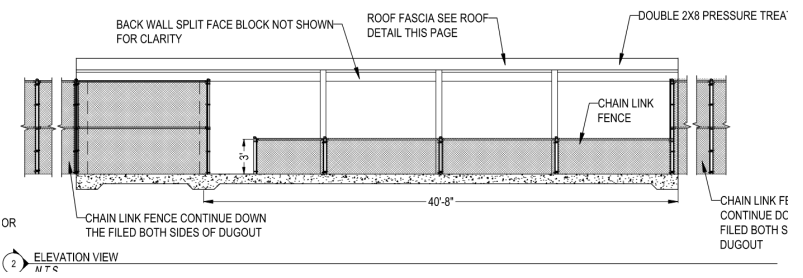 BACK WALL SPLIT FACE BLOCK NOT SHOWN
FOR CLARITY
ROOF FASCIA SEE ROOF
DETAIL THIS PAGE
DOUBLE 2X8 PRESSURE TREAT
CHAIN LINK
FENCE
3'
40'-8"
OR
CHAIN LINK FENCE CONTINUE DOWN
THE FILED BOTH SIDES OF DUGOUT
CHAIN LINK FE
CONTINUE DO
FILED BOTH S
DUGOUT
2
ELEVATION VIEW
N.T.S.